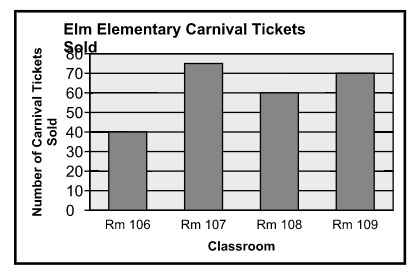 Elm Elementary Carnival Tickets
Sold
Number of Carnival Tickets
Sold
80
70
60
50
40
30
20
10
0
Rm 106 Rm 107 Rm 108 Rm 109
Classroom